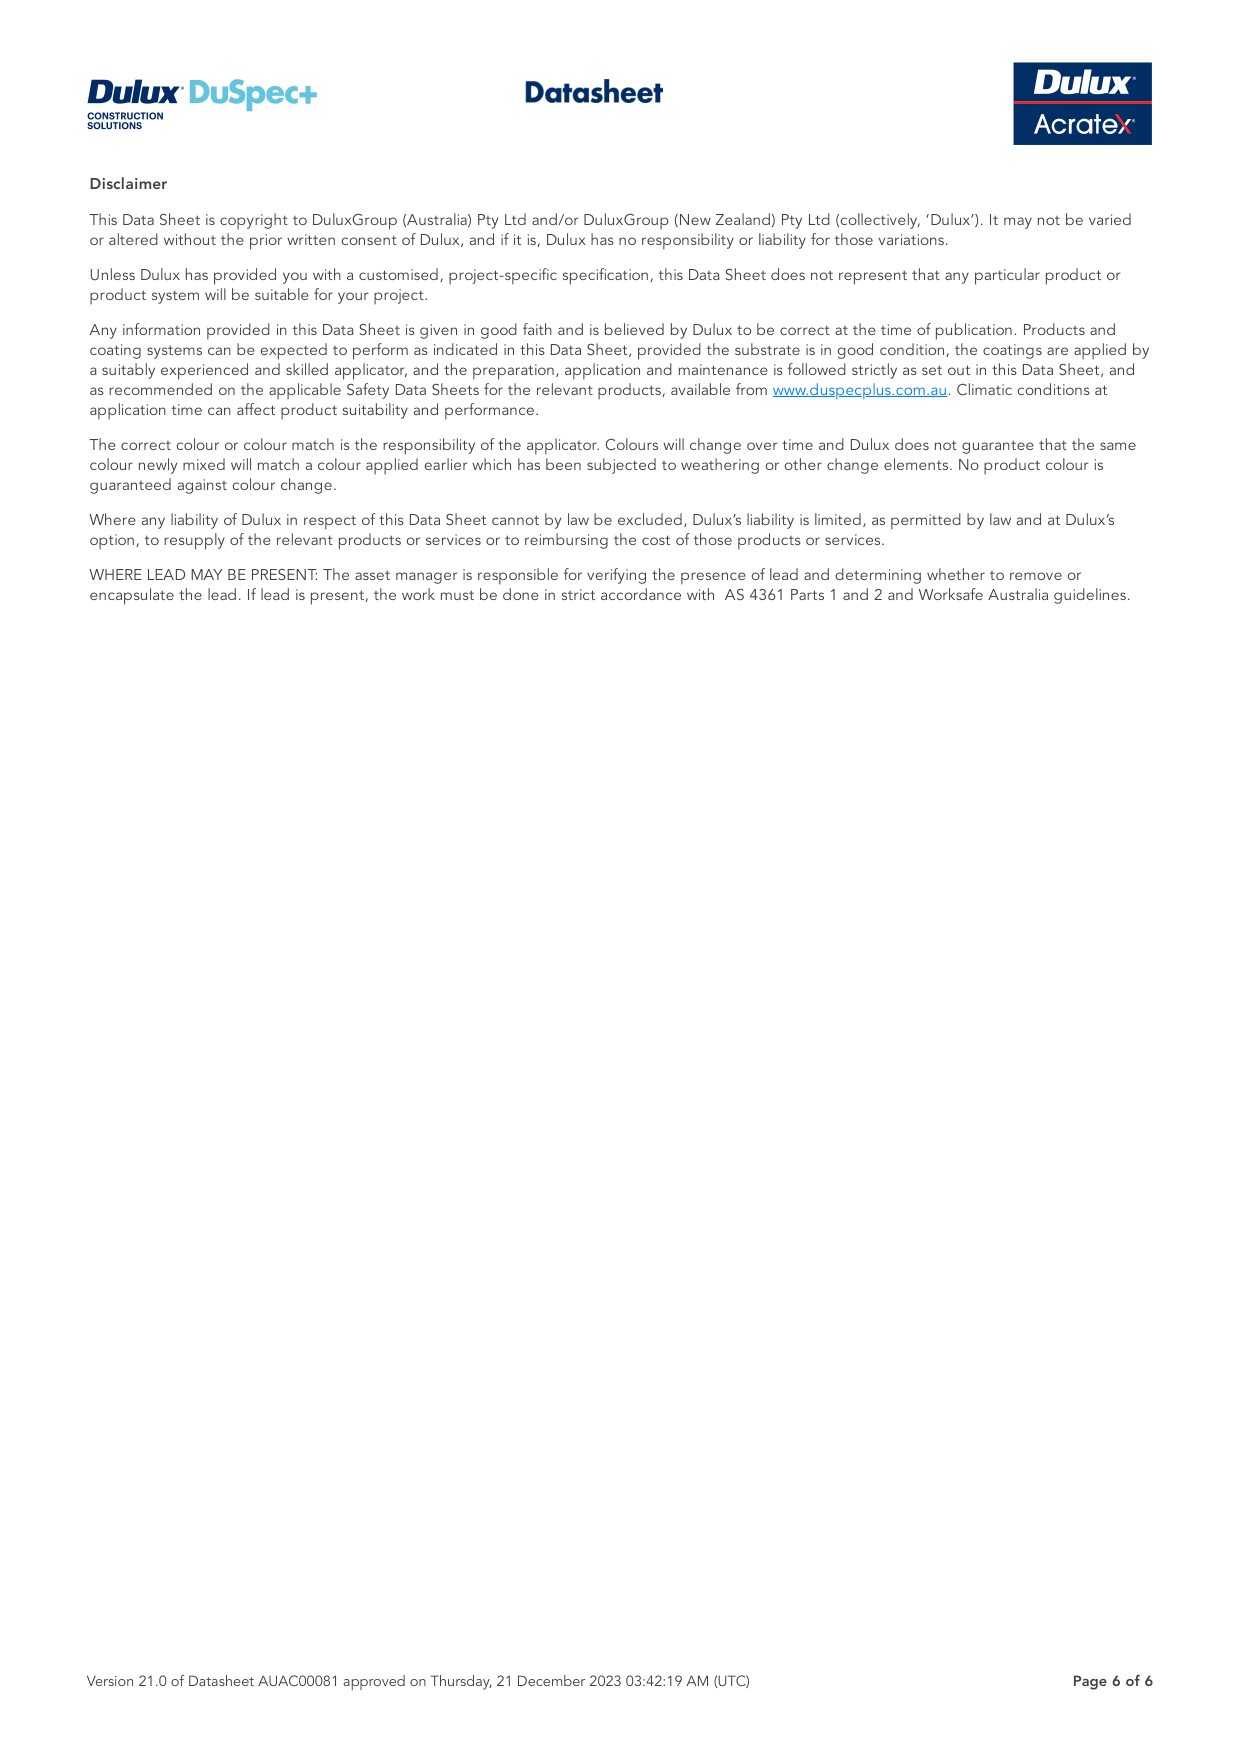 Dulux DuSpec+
CONSTRUCTION
SOLUTIONS
Datasheet
Dulux®
Acratex®
Disclaimer
This Data Sheet is copyright to DuluxGroup (Australia) Pty Ltd and/or DuluxGroup (New Zealand) Pty Ltd (collectively, ‘Dulux’). It may not be varied
or altered without the prior written consent of Dulux, and if it is, Dulux has no responsibility or liability for those variations.
Unless Dulux has provided you with a customised, project-specific specification, this Data Sheet does not represent that any particular product or
product system will be suitable for your project.
Any information provided in this Data Sheet is given in good faith and is believed by Dulux to be correct at the time of publication. Products and
coating systems can be expected to perform as indicated in this Data Sheet, provided the substrate is in good condition, the coatings are applied by
a suitably experienced and skilled applicator, and the preparation, application and maintenance is followed strictly as set out in this Data Sheet, and
as recommended on the applicable Safety Data Sheets for the relevant products, available from www.duspecplus.com.au. Climatic conditions at
application time can affect product suitability and performance.
The correct colour or colour match is the responsibility of the applicator. Colours will change over time and Dulux does not guarantee that the same
colour newly mixed will match a colour applied earlier which has been subjected to weathering or other change elements. No product colour is
guaranteed against colour change.
Where any liability of Dulux in respect of this Data Sheet cannot by law be excluded, Dulux’s liability is limited, as permitted by law and at Dulux’s
option, to resupply of the relevant products or services or to reimbursing the cost of those products or services.
WHERE LEAD MAY BE PRESENT: The asset manager is responsible for verifying the presence of lead and determining whether to remove or
encapsulate the lead. If lead is present, the work must be done in strict accordance with  AS 4361 Parts 1 and 2 and Worksafe Australia guidelines.
Version 21.0 of Datasheet AUAC00081 approved on Thursday, 21 December 2023 03:42:19 AM (UTC)
Page 6 of 6